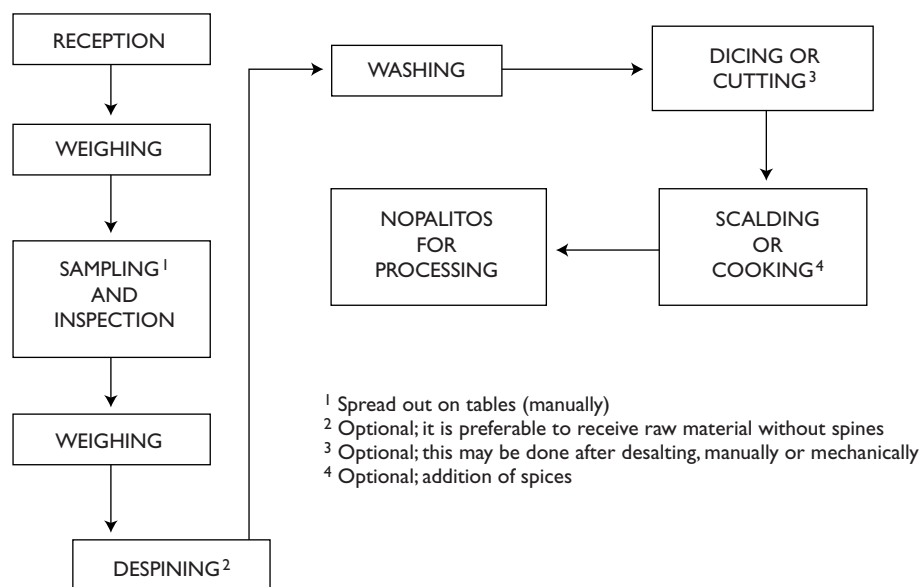 RECEPTION
WEIGHING
SAMPLING¹
AND
INSPECTION
WEIGHING
DESPINING²
WASHING
DICING OR
CUTTING³
SCALDING
OR
COOKING⁴
NOPALITOS
FOR
PROCESSING
¹ Spread out on tables (manually)
² Optional; it is preferable to receive raw material without spines
³ Optional; this may be done after desalting, manually or mechanically
⁴ Optional; addition of spices